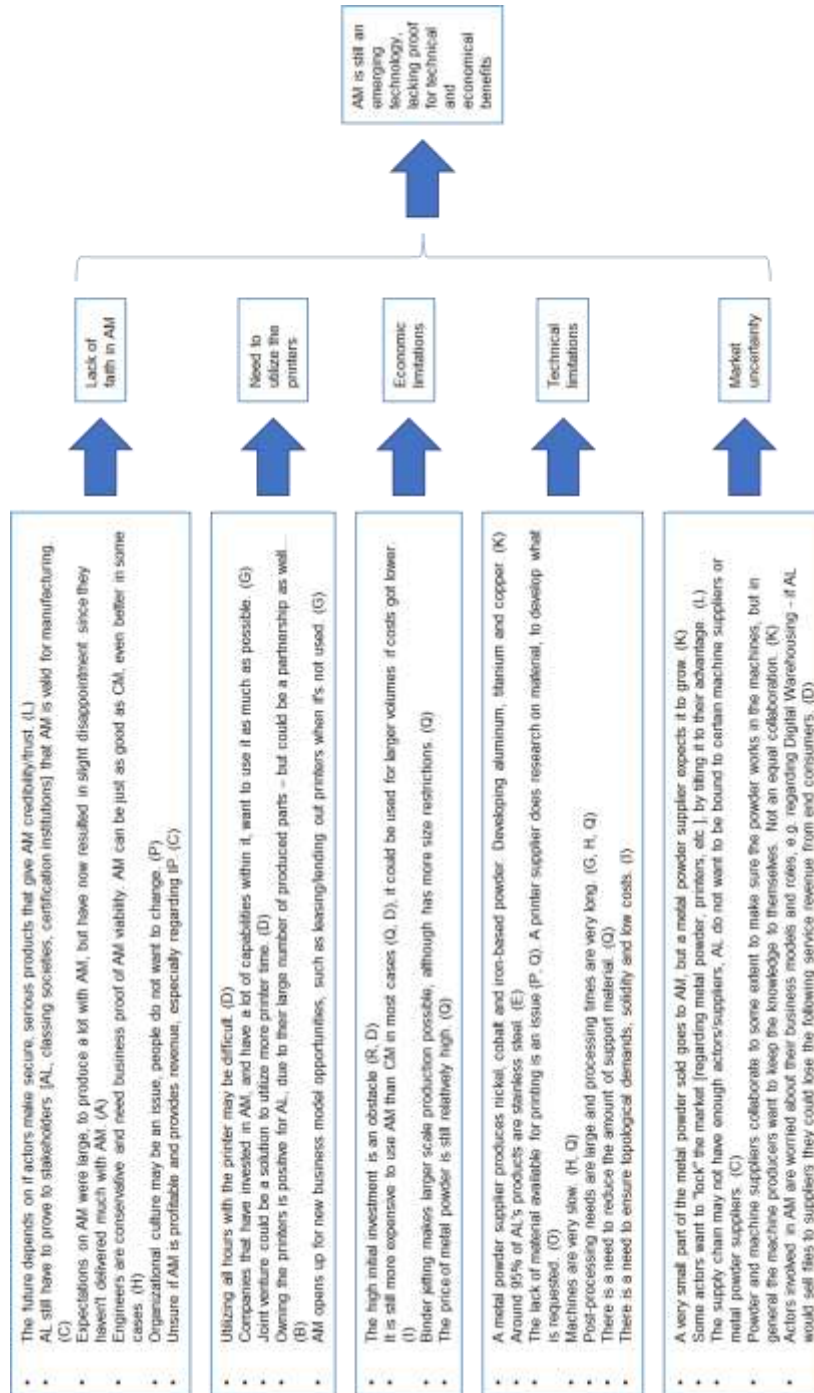 • The future depends on if actors make secure, serious products that give AM credibility/trust. (L)
• AL still have to prove to stakeholders [AL, classing societies, certification institutions] that AM is valid for manufacturing.
(C)
• Expectations on AM were large, to produce a lot with AM, but have now resulted in slight disappointment since they
haven't delivered much with AM. (A)
• Engineers are conservative and need business proof of AM viability. AM can be just as good as CM, even better in some
cases (H)
• Organizational culture may be an issue, people do not want to change. (P)
• Unsure if AM is profitable and provides revenue, especially regarding IP. (C)
Lack of
faith in AM
• Utilizing all hours with the printer may be difficult. (D)
• Companies that have invested in AM, and have a lot of capabilities within it, want to use it as much as possible. (G)
• Joint venture could be a solution to utilize more printer time. (D)
• Owning the printers is positive for AL, due to their large number of produced parts – but could be a partnership as well...
(B)
• AM opens up for new business model opportunities, such as leasing/lending out printers when it's not used. (G)
Need to
utilize the
printers
• The high initial investment is an obstacle (R, D)
• It is still more expensive to use AM than CM in most cases (Q, D), it could be used for larger volumes if costs got lower.
(I)
• Binder jetting makes larger scale production possible, although has more size restrictions. (Q)
• The price of metal powder is still relatively high. (Q)
Economic
limitations
• A metal powder supplier produces nickel, cobalt and iron-based powder. Developing aluminum, titanium and copper. (K)
• Around 95% of AL's products are stainless steel. (E)
• The lack of material available for printing is an issue (P, Q). A printer supplier does research on material, to develop what
is requested. (O)
• Machines are very slow. (H, Q)
• Post-processing needs are large and processing times are very long. (G, H, Q)
• There is a need to reduce the amount of support material. (Q)
• There is a need to ensure topological demands, solidity and low costs. (I)
Technical
limitations
• A very small part of the metal powder sold goes to AM, but a metal powder supplier expects it to grow. (K)
• Some actors want to "lock" the market [regarding metal powder, printers, etc.], by tilting it to their advantage. (L)
• The supply chain may not have enough actors/suppliers, AL do not want to be bound to certain machine suppliers or
metal powder suppliers. (C)
• Powder and machine suppliers collaborate to some extent to make sure the powder works in the machines, but in
general the machine producers want to keep the knowledge to themselves. Not an equal collaboration. (K)
• Actors involved in AM are worried about their business models and roles, e.g. regarding Digital Warehousing - if AL
would sell files to suppliers they could lose the following service revenue from end consumers. (D)
Market
uncertainty
AM is still an
emerging
technology,
lacking proof
for technical
and
economical
benefits